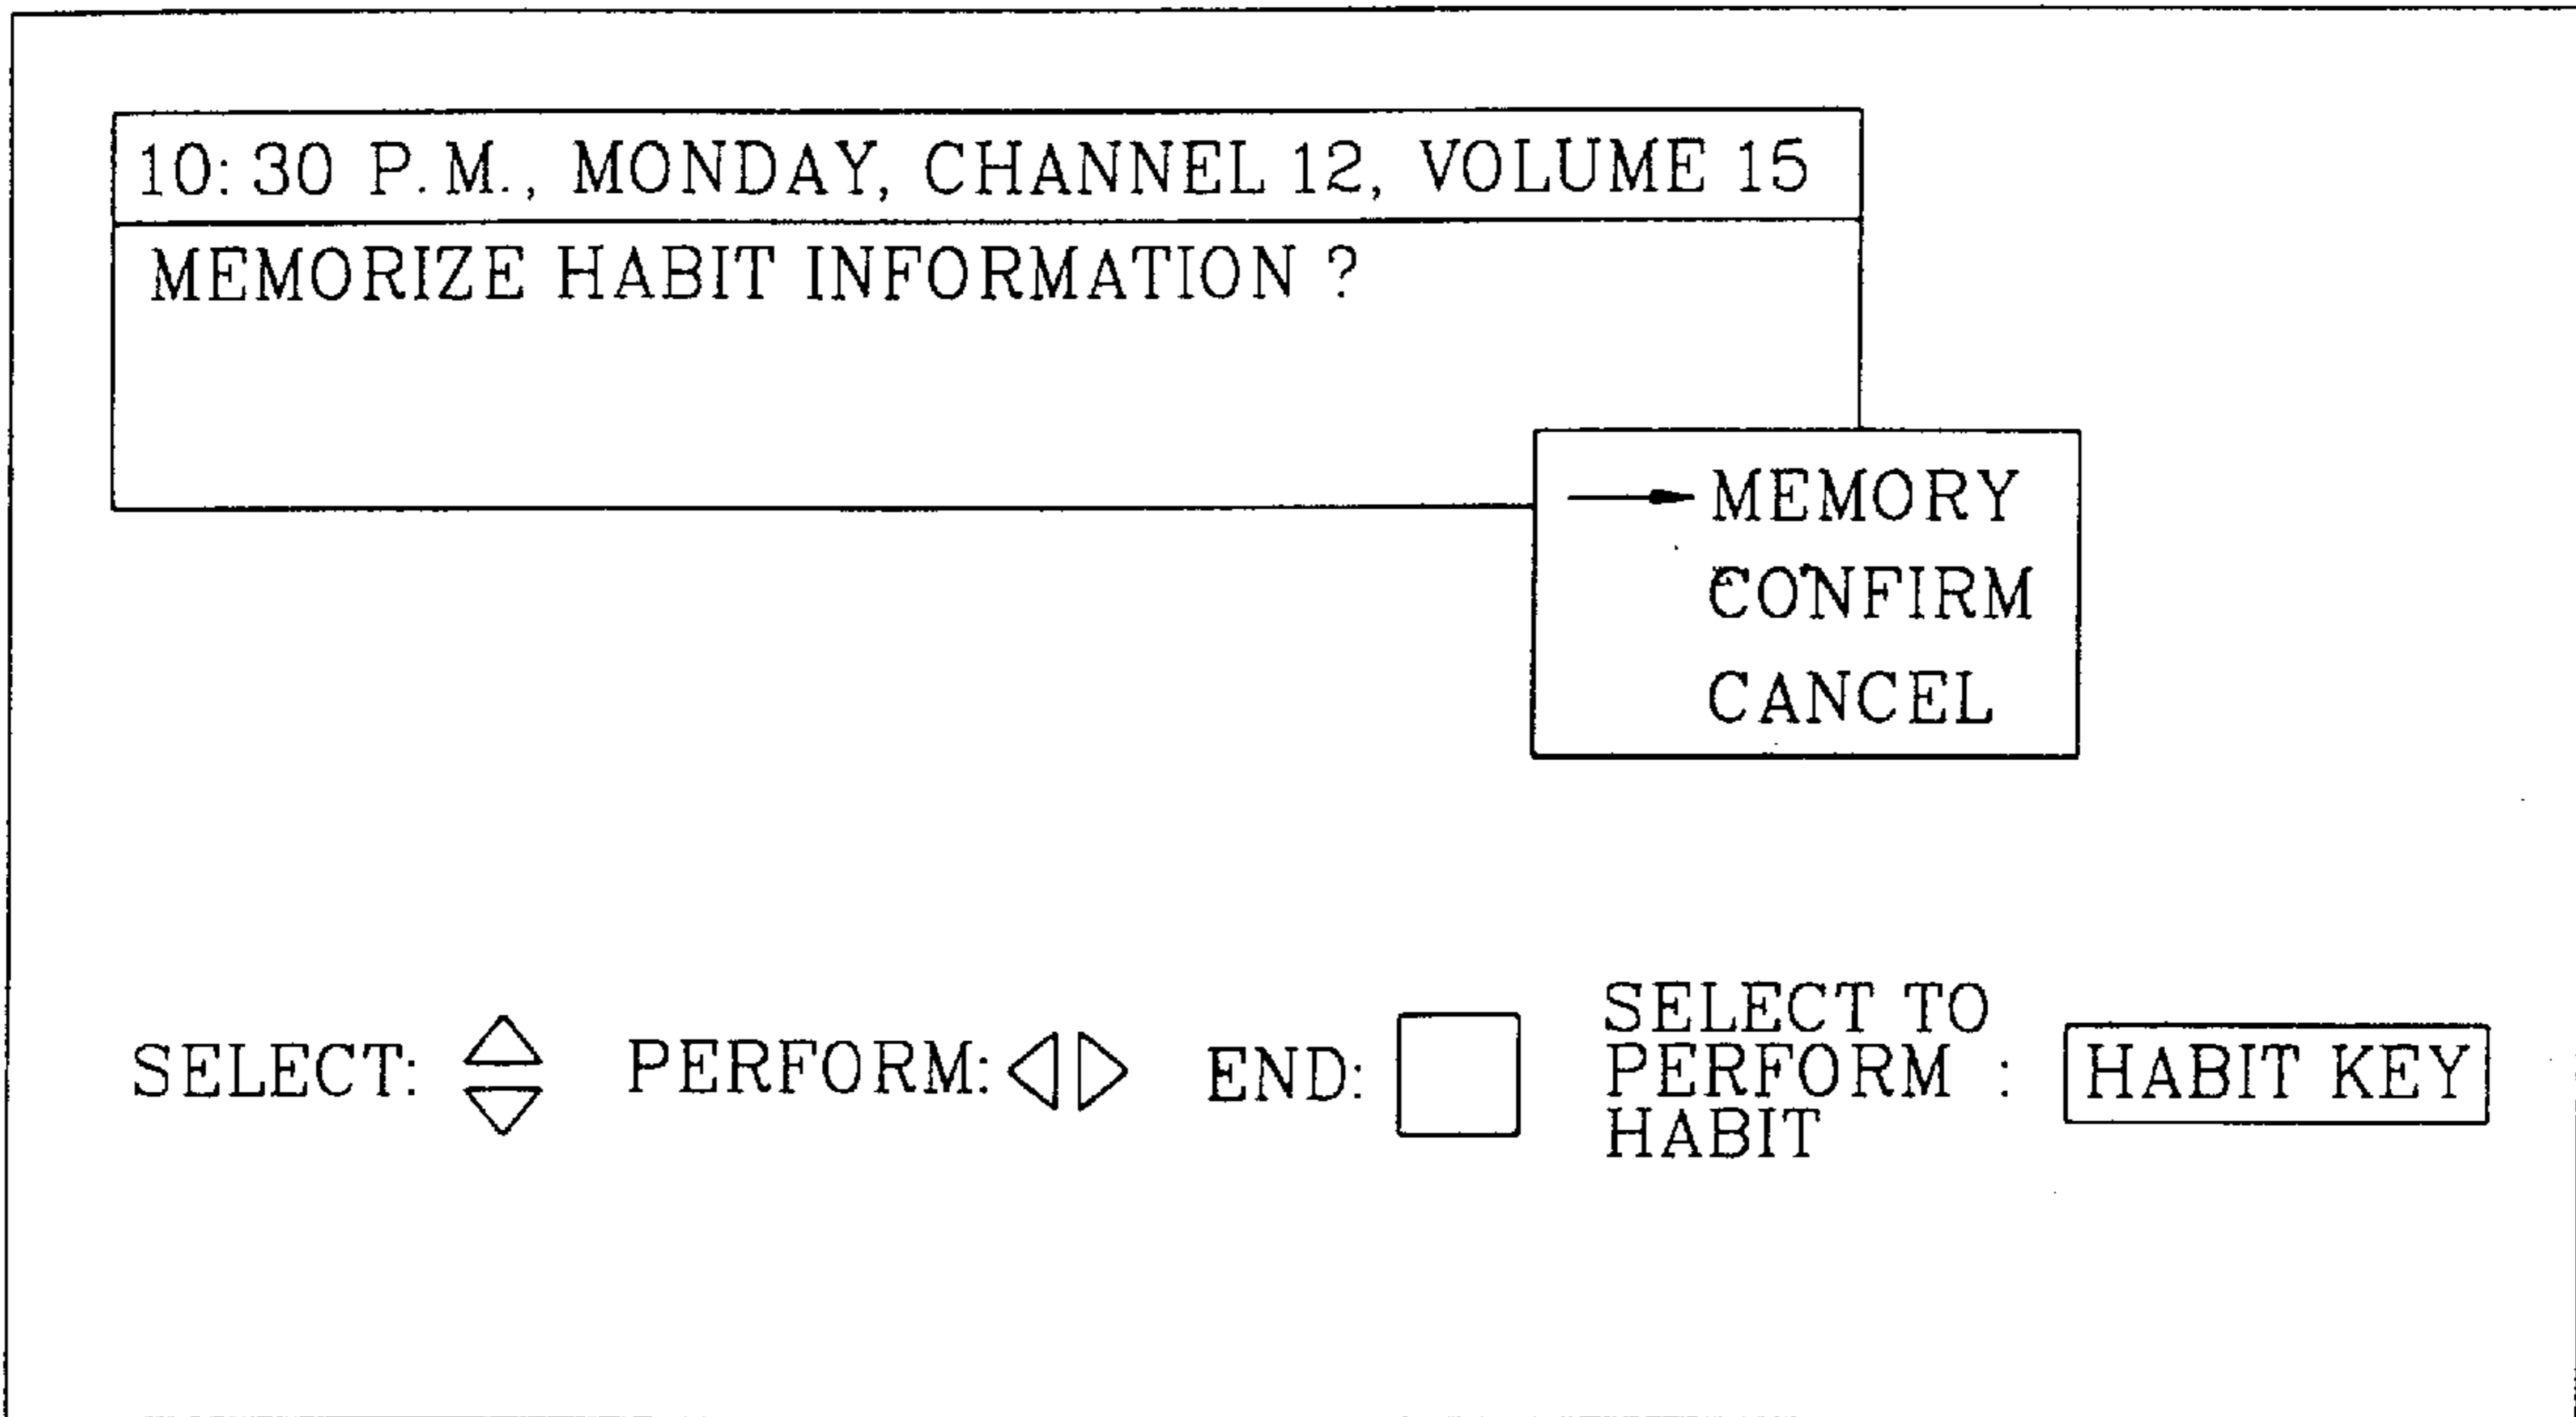 10:30 P.M., MONDAY, CHANNEL 12, VOLUME 15
MEMORIZE HABIT INFORMATION ?
MEMORY
CONFIRM
CANCEL
SELECT:
PERFORM:
END:
SELECT TO
PERFORM :
HABIT
HABIT KEY